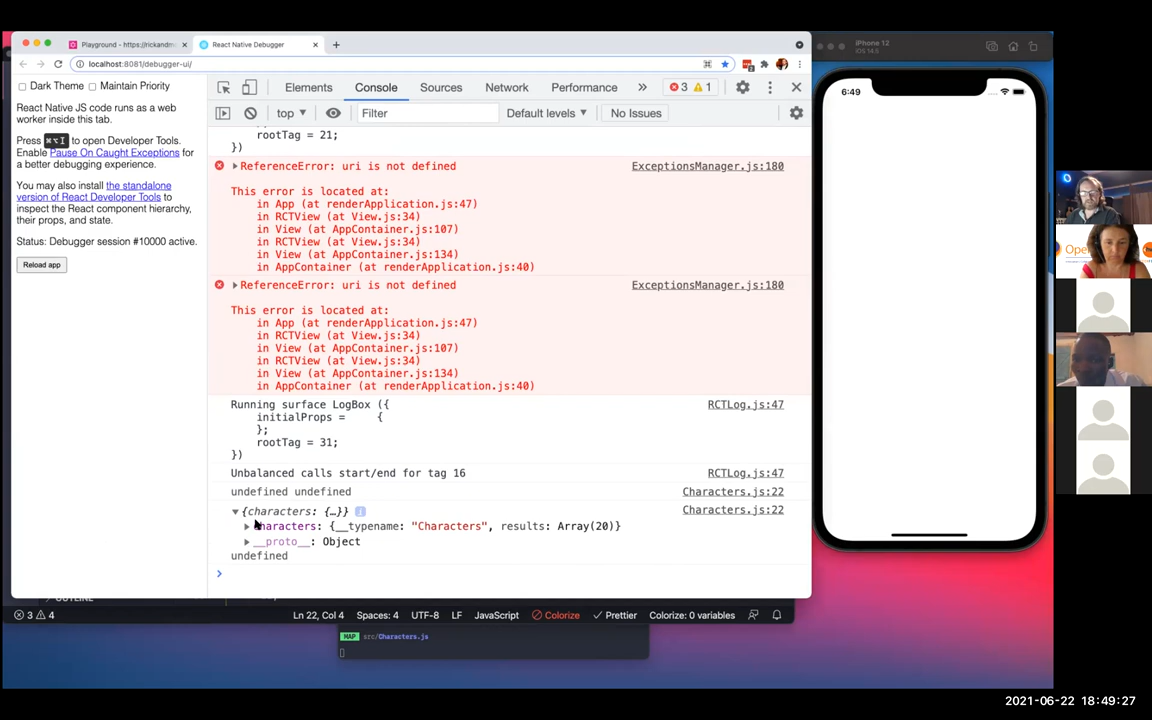 Playground - https://rickandmo
React Native Debugger
localhost:8081/debugger-ui/
Dark Theme
Maintain Priority
React Native JS code runs as a web
worker inside this tab.
Press ⌘⌥I to open Developer Tools.
Enable Pause On Caught Exceptions for
a better debugging experience.
You may also install the standalone
version of React Developer Tools to
inspect the React component hierarchy,
their props, and state.
Status: Debugger session #10000 active.
Reload app
Elements
Console
Sources
Network
Performance
3
1
top
Filter
Default levels
No Issues
rootTag = 21;
})
ReferenceError: uri is not defined
ExceptionsManager.js:180
This error is located at:
in App (at renderApplication.js:47)
in RCTView (at View.js:34)
in View (at AppContainer.js:107)
in RCTView (at View.js:34)
in View (at AppContainer.js:134)
in AppContainer (at renderApplication.js:40)
ReferenceError: uri is not defined
ExceptionsManager.js:180
This error is located at:
in App (at renderApplication.js:47)
in RCTView (at View.js:34)
in View (at AppContainer.js:107)
in RCTView (at View.js:34)
in View (at AppContainer.js:134)
in AppContainer (at renderApplication.js:40)
Running surface LogBox ({
RCTLog.js:47
initialProps = {
};
rootTag = 31;
})
Unbalanced calls start/end for tag 16
RCTLog.js:47
undefined undefined
Characters.js:22
{characters: {…}}
Characters.js:22
characters: {__typename: "Characters", results: Array(20)}
__proto__: Object
undefined
3 4
Ln 22, Col 4
Spaces: 4
UTF-8
LF
JavaScript
Colorize
Prettier
Colorize: 0 variables
MAP src/Characters.js
iPhone 12
iOS 14.5
6:49
Ope
2021-06-22 18:49:27